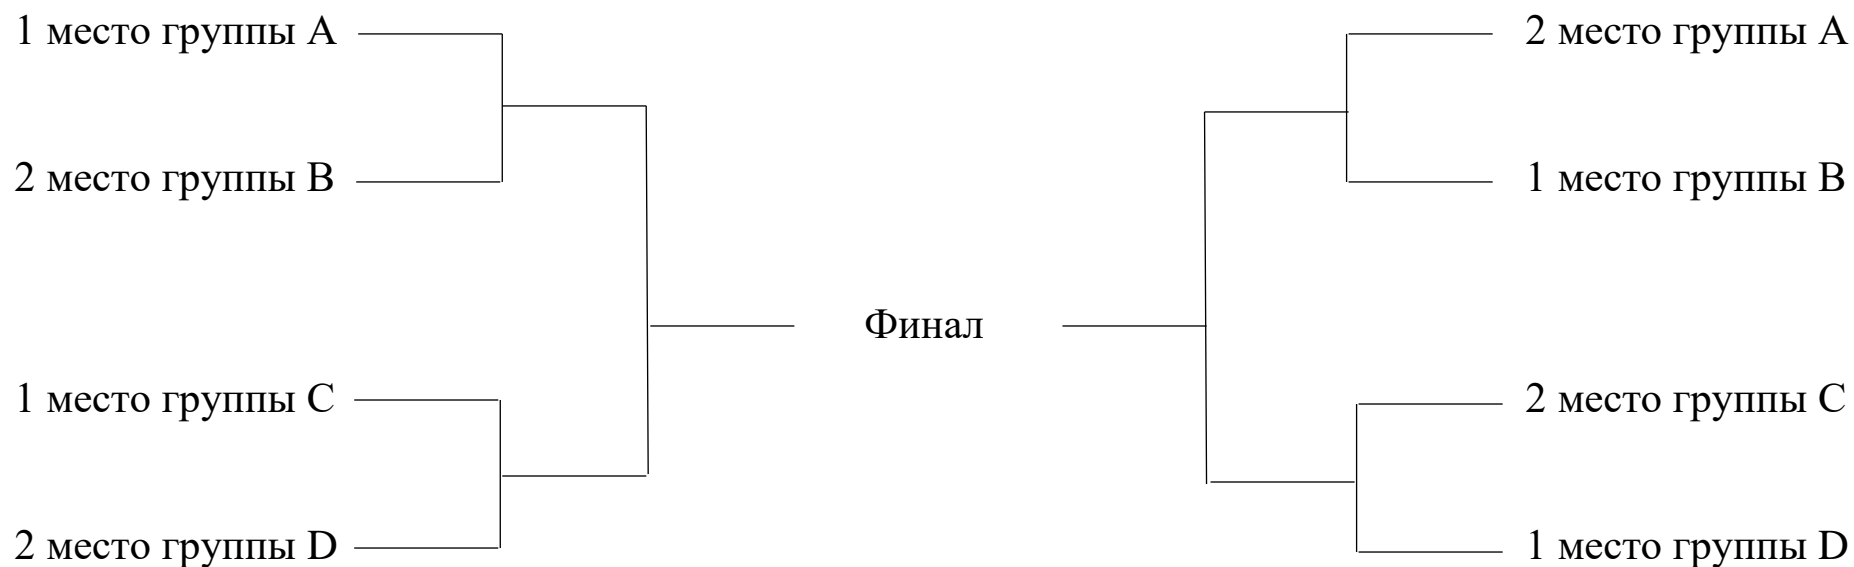 1 место группы A
2 место группы A
2 место группы B
1 место группы B
Финал
1 место группы C
2 место группы C
2 место группы D
1 место группы D